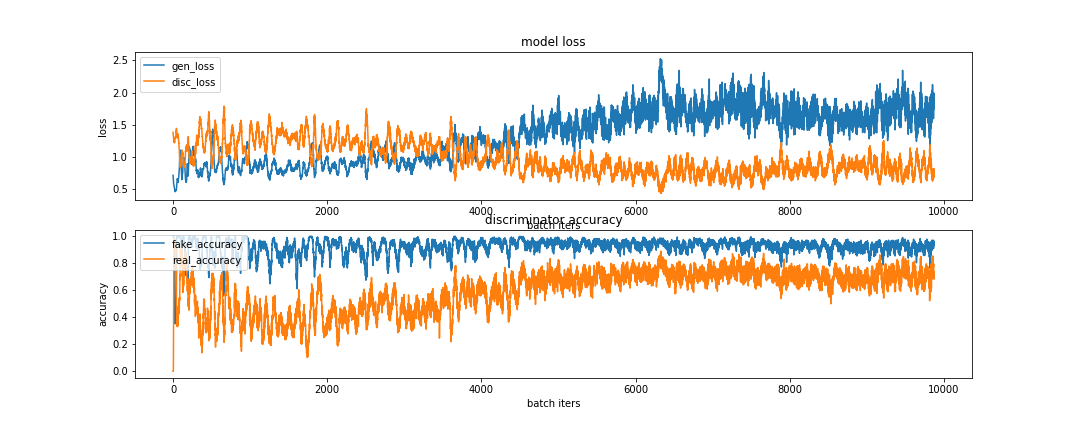 model loss
2.5
2.0
1.5
1.0
0.5
loss
gen_loss
disc_loss
0 2000 4000 6000 8000 10000
batch iters
discriminator accuracy
1.0
0.8
0.6
0.4
0.2
0.0
accuracy
fake_accuracy
real_accuracy
0 2000 4000 6000 8000 10000
batch iters